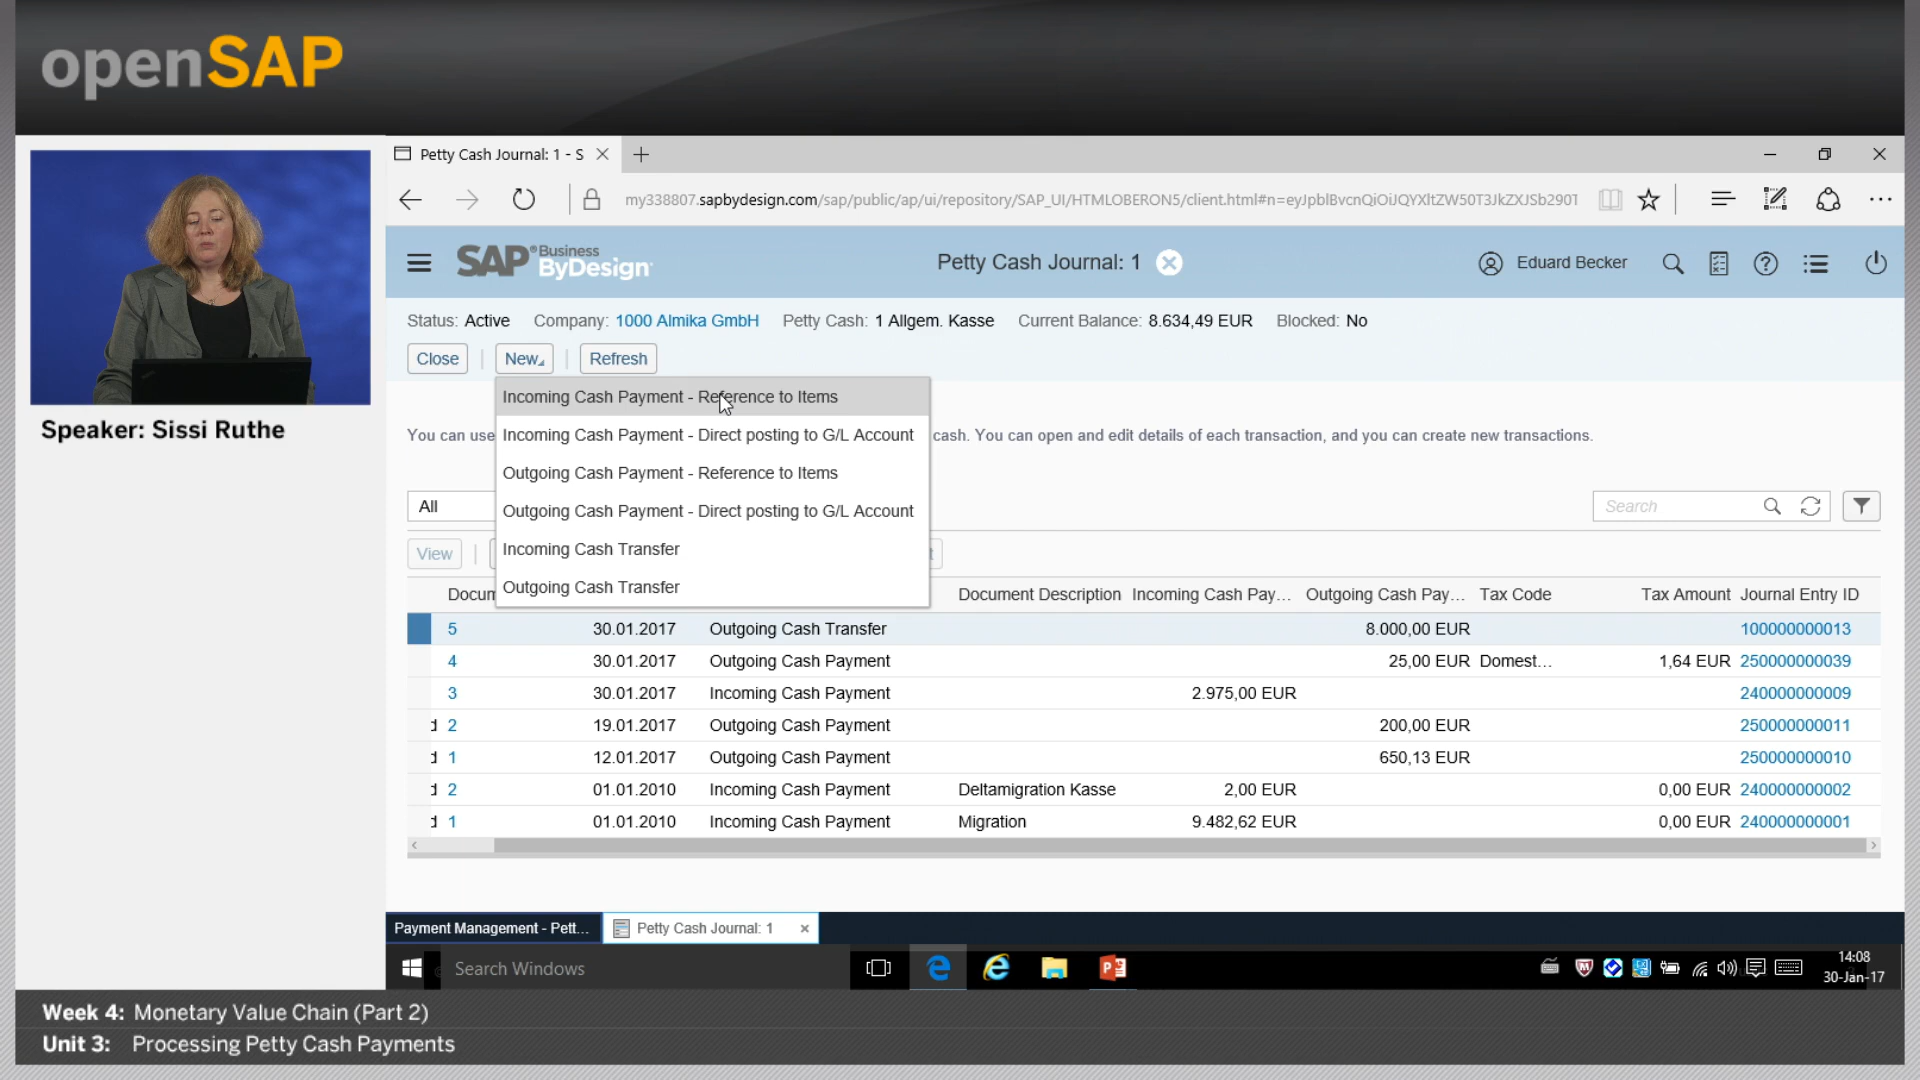 openSAP
Petty Cash Journal: 1 - S
my338807.sapbydesign.com/sap/public/ap/ui/repository/SAP_UI/HTMLOBERON5/client.html#n=eyJpblBvcnQiOiJQYXltZW50T3JkZXJSb290T
SAP® Business ByDesign
Petty Cash Journal: 1
Eduard Becker
Status: Active Company: 1000 Almika GmbH Petty Cash: 1 Allgem. Kasse Current Balance: 8.634,49 EUR Blocked: No
Close New Refresh
Incoming Cash Payment - Reference to Items
Speaker: Sissi Ruthe
You can use Incoming Cash Payment - Direct posting to G/L Account cash. You can open and edit details of each transaction, and you can create new transactions.
Outgoing Cash Payment - Reference to Items
All Outgoing Cash Payment - Direct posting to G/L Account Search
View Incoming Cash Transfer
Outgoing Cash Transfer
Docum Document Description Incoming Cash Pay... Outgoing Cash Pay... Tax Code Tax Amount Journal Entry ID
5 30.01.2017 Outgoing Cash Transfer 8.000,00 EUR 100000000013
4 30.01.2017 Outgoing Cash Payment 25,00 EUR Domest... 1,64 EUR 250000000039
3 30.01.2017 Incoming Cash Payment 2.975,00 EUR 240000000009
d 2 19.01.2017 Outgoing Cash Payment 200,00 EUR 250000000011
d 1 12.01.2017 Outgoing Cash Payment 650,13 EUR 250000000010
d 2 01.01.2010 Incoming Cash Payment Deltamigration Kasse 2,00 EUR 0,00 EUR 240000000002
d 1 01.01.2010 Incoming Cash Payment Migration 9.482,62 EUR 0,00 EUR 240000000001
Payment Management - Pett... Petty Cash Journal: 1
Search Windows
14:08
30-Jan-17
Week 4: Monetary Value Chain (Part 2)
Unit 3: Processing Petty Cash Payments